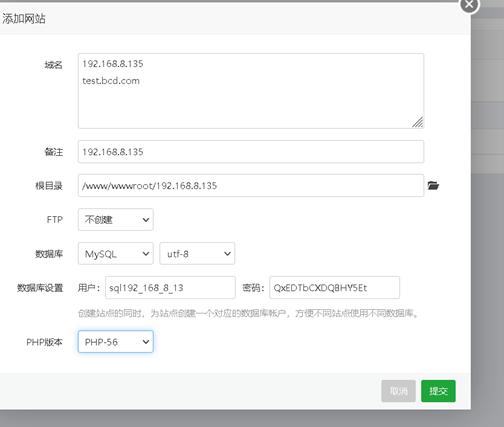 添加网站
域名
192.168.8.135
test.bcd.com
备注
192.168.8.135
根目录
/www/wwwroot/192.168.8.135
FTP
不创建
数据库
MySQL
utf-8
数据库设置
用户：
sql192_168_8_13
密码：
QxEDTbCXDQBHY5Et
创建站点的同时，为站点创建一个对应的数据库帐户，方便不同站点使用不同数据库。
PHP版本
PHP-56
取消
提交